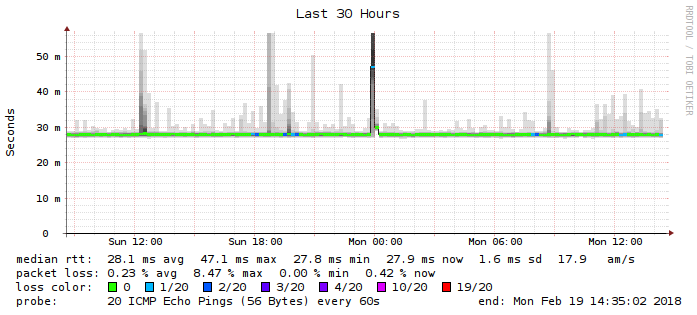 Last 30 Hours
RRDTOOL / TOBI OETIKER
Seconds
50 m
40 m
30 m
20 m
10 m
0
Sun 12:00 Sun 18:00 Mon 00:00 Mon 06:00 Mon 12:00
median rtt: 28.1 ms avg 47.1 ms max 27.8 ms min 27.9 ms now 1.6 ms sd 17.9 am/s
packet loss: 0.23 % avg 8.47 % max 0.00 % min 0.42 % now
loss color: 0 1/20 2/20 3/20 4/20 10/20 19/20
probe: 20 ICMP Echo Pings (56 Bytes) every 60s end: Mon Feb 19 14:35:02 2018